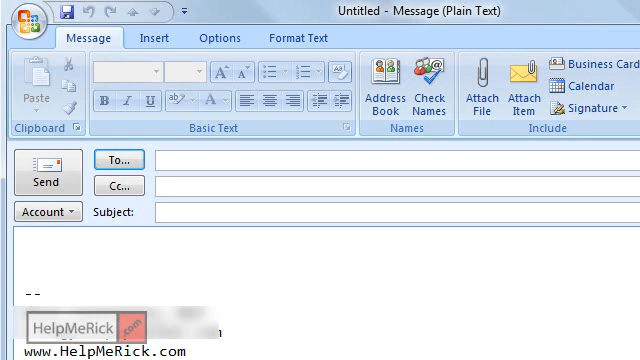 Untitled - Message (Plain Text)
Message Insert Options Format Text
Paste
B I U ab A
A A
Address Book
Check Names
Attach File
Attach Item
Business Card
Calendar
Signature
Clipboard Basic Text Names Include
Send
To...
Cc...
Account Subject:
--
HelpMeRick .com
www.HelpMeRick.com